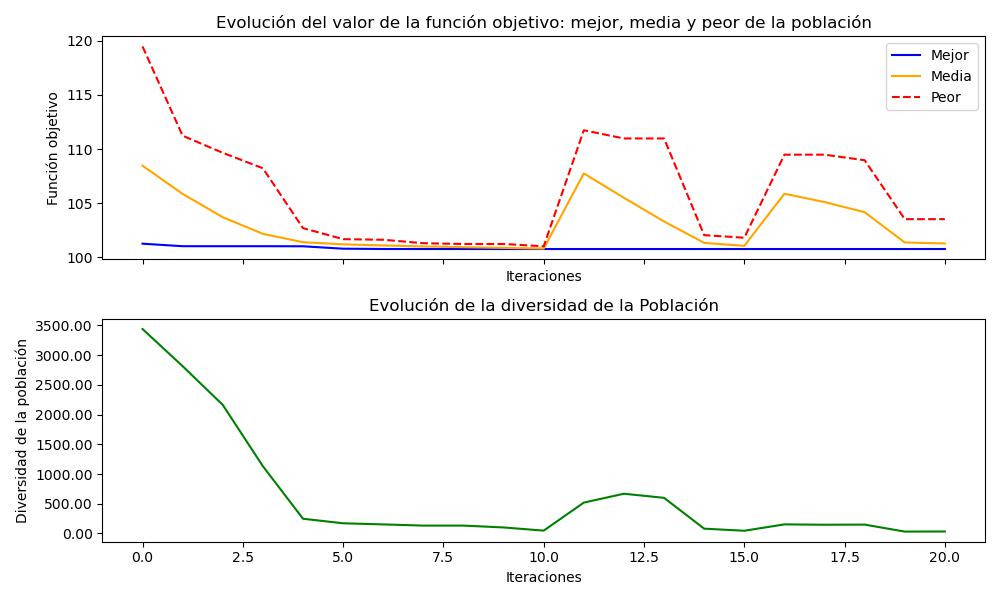 Evolución del valor de la función objetivo: mejor, media y peor de la población
120
115
110
105
100
Función objetivo
Mejor
Media
Peor
Iteraciones
Evolución de la diversidad de la Población
3500.00
3000.00
2500.00
2000.00
1500.00
1000.00
500.00
0.00
Diversidad de la población
0.0 2.5 5.0 7.5 10.0 12.5 15.0 17.5 20.0
Iteraciones